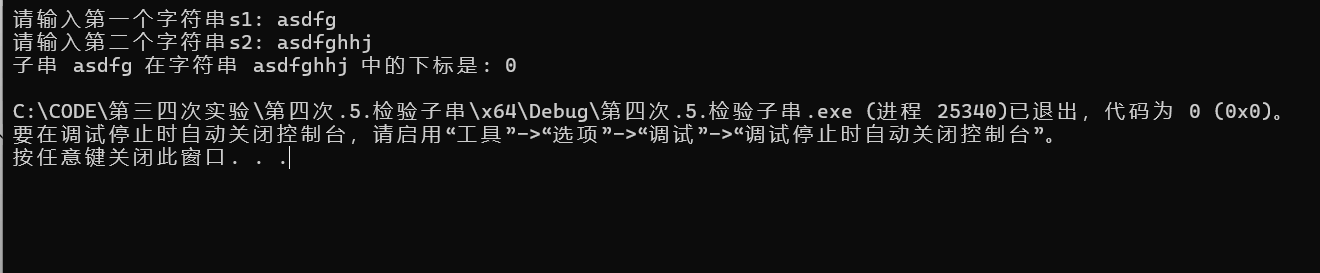 请输入第一个字符串s1: asdfg
请输入第二个字符串s2: asdfghhj
子串 asdfg 在字符串 asdfghhj 中的下标是: 0
C:\CODE\第三四次实验\第四次.5.检验子串\x64\Debug\第四次.5.检验子串.exe (进程 25340)已退出，代码为 0 (0x0)。
要在调试停止时自动关闭控制台，请启用“工具”->“选项”->“调试”->“调试停止时自动关闭控制台”。
按任意键关闭此窗口. . .